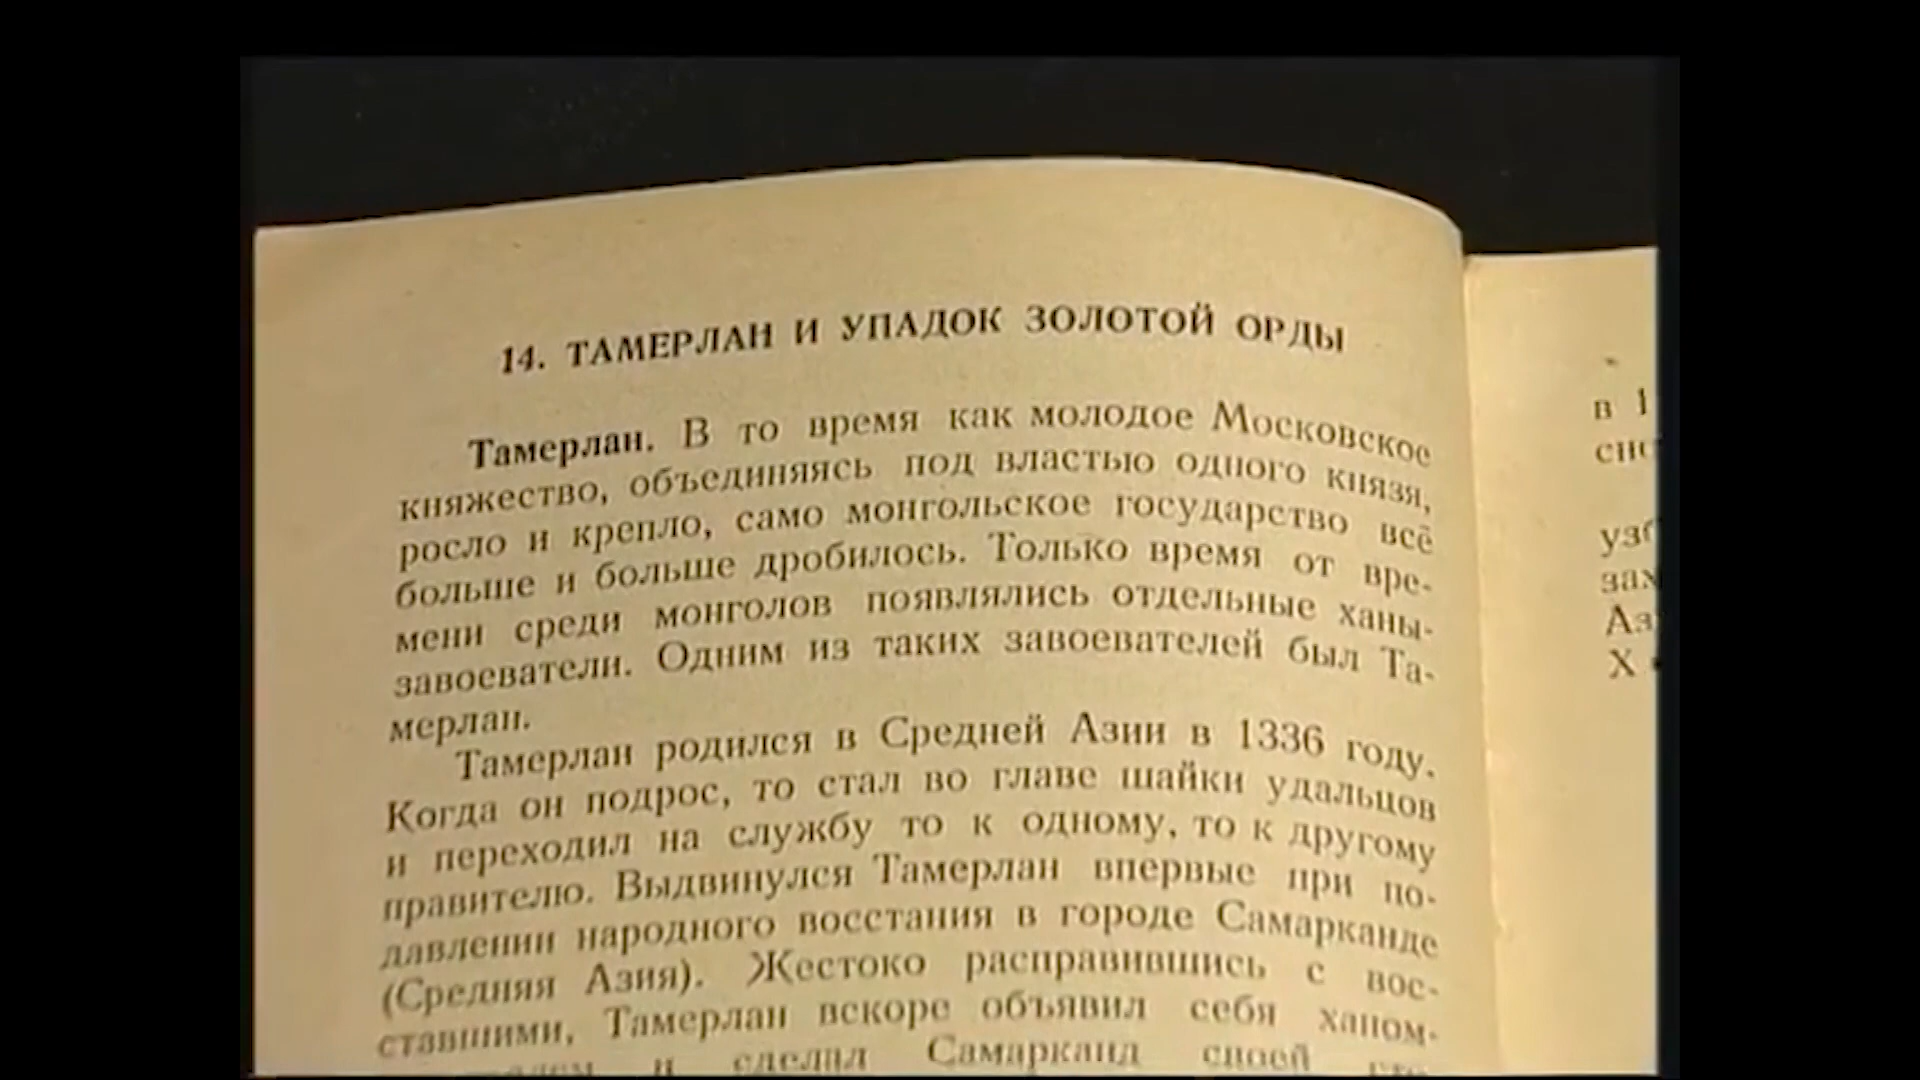 14. ТАМЕРЛАН И УПАДОК ЗОЛОТОЙ ОРДЫ
Тамерлан. В то время как молодое Московское
княжество, объединяясь под властью одного князя,
росло и крепло, само монгольское государство всё
больше и больше дробилось. Только время от вре-
мени среди монголов появлялись отдельные ханы-
завоеватели. Одним из таких завоевателей был Та-
мерлан.
Тамерлан родился в Средней Азии в 1336 году.
Когда он подрос, то стал во главе шайки удальцов
и переходил на службу то к одному, то к другому
правителю. Выдвинулся Тамерлан впервые при по-
давлении народного восстания в городе Самарканде
(Средняя Азия). Жестоко расправившись с вос-
ставшими, Тамерлан вскоре объявил себя ханом-
и сделал Самарканд своей
в 1
узб
зах
Аз
X